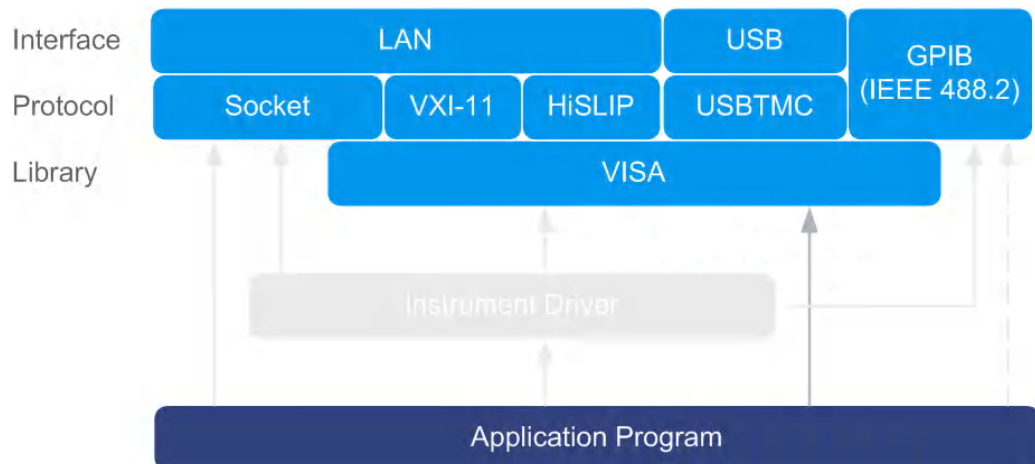 Interface
LAN
USB
GPIB
(IEEE 488.2)
Protocol
Socket
VXI-11
HiSLIP
USBTMC
Library
VISA
Instrument Driver
Application Program